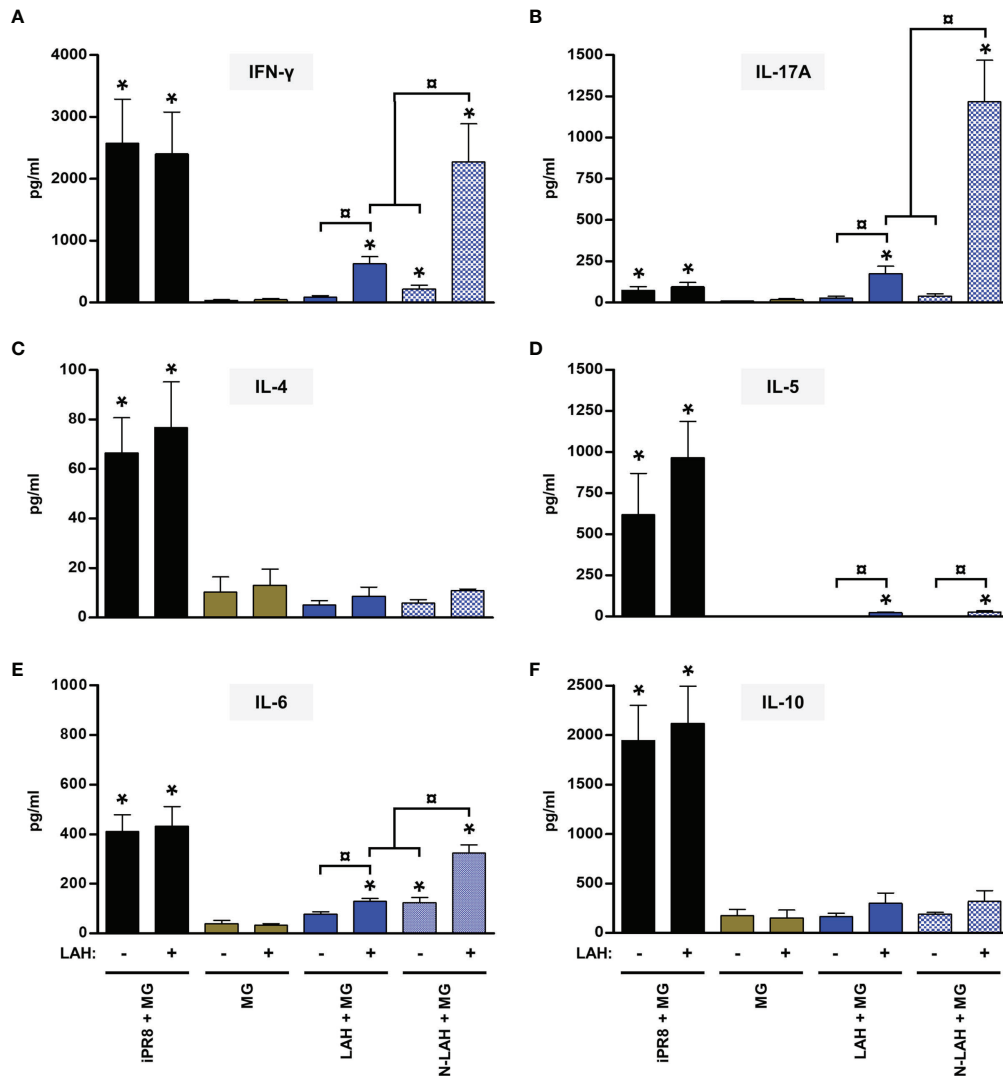 A
B
IFN-γ
IL-17A
pg/ml
4000
3000
2000
1000
0
* * ¤ * ¤ * *
pg/ml
1500
1250
1000
750
500
250
0
* * ¤ * ¤ *
C
D
IL-4
IL-5
pg/ml
100
80
60
40
20
0
* *
pg/ml
1500
1250
1000
750
500
250
0
* * ¤ * ¤ *
E
F
IL-6
IL-10
pg/ml
1000
800
600
400
200
0
* * ¤ * * ¤ *
pg/ml
2500
2000
1500
1000
500
0
* *
LAH: - + - + - + - +
iPR8 + MG
MG
LAH + MG
N-LAH + MG
LAH: - + - + - + - +
iPR8 + MG
MG
LAH + MG
N-LAH + MG